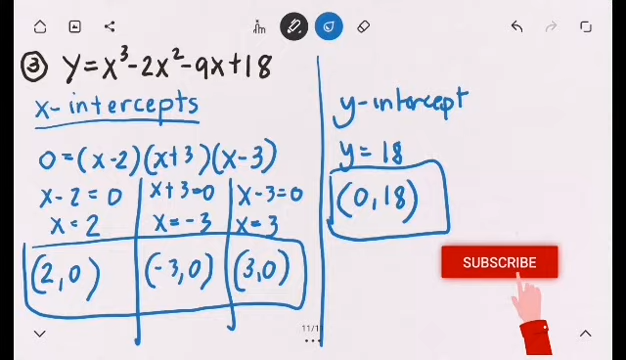 ③ y = x³ - 2x² - 9x + 18
x-intercepts
0 = (x-2)(x+3)(x-3)
x - 2 = 0
x = 2
(2, 0)
x + 3 = 0
x = -3
(-3, 0)
x - 3 = 0
x = 3
(3, 0)
y-intercept
y = 18
(0, 18)
SUBSCRIBE